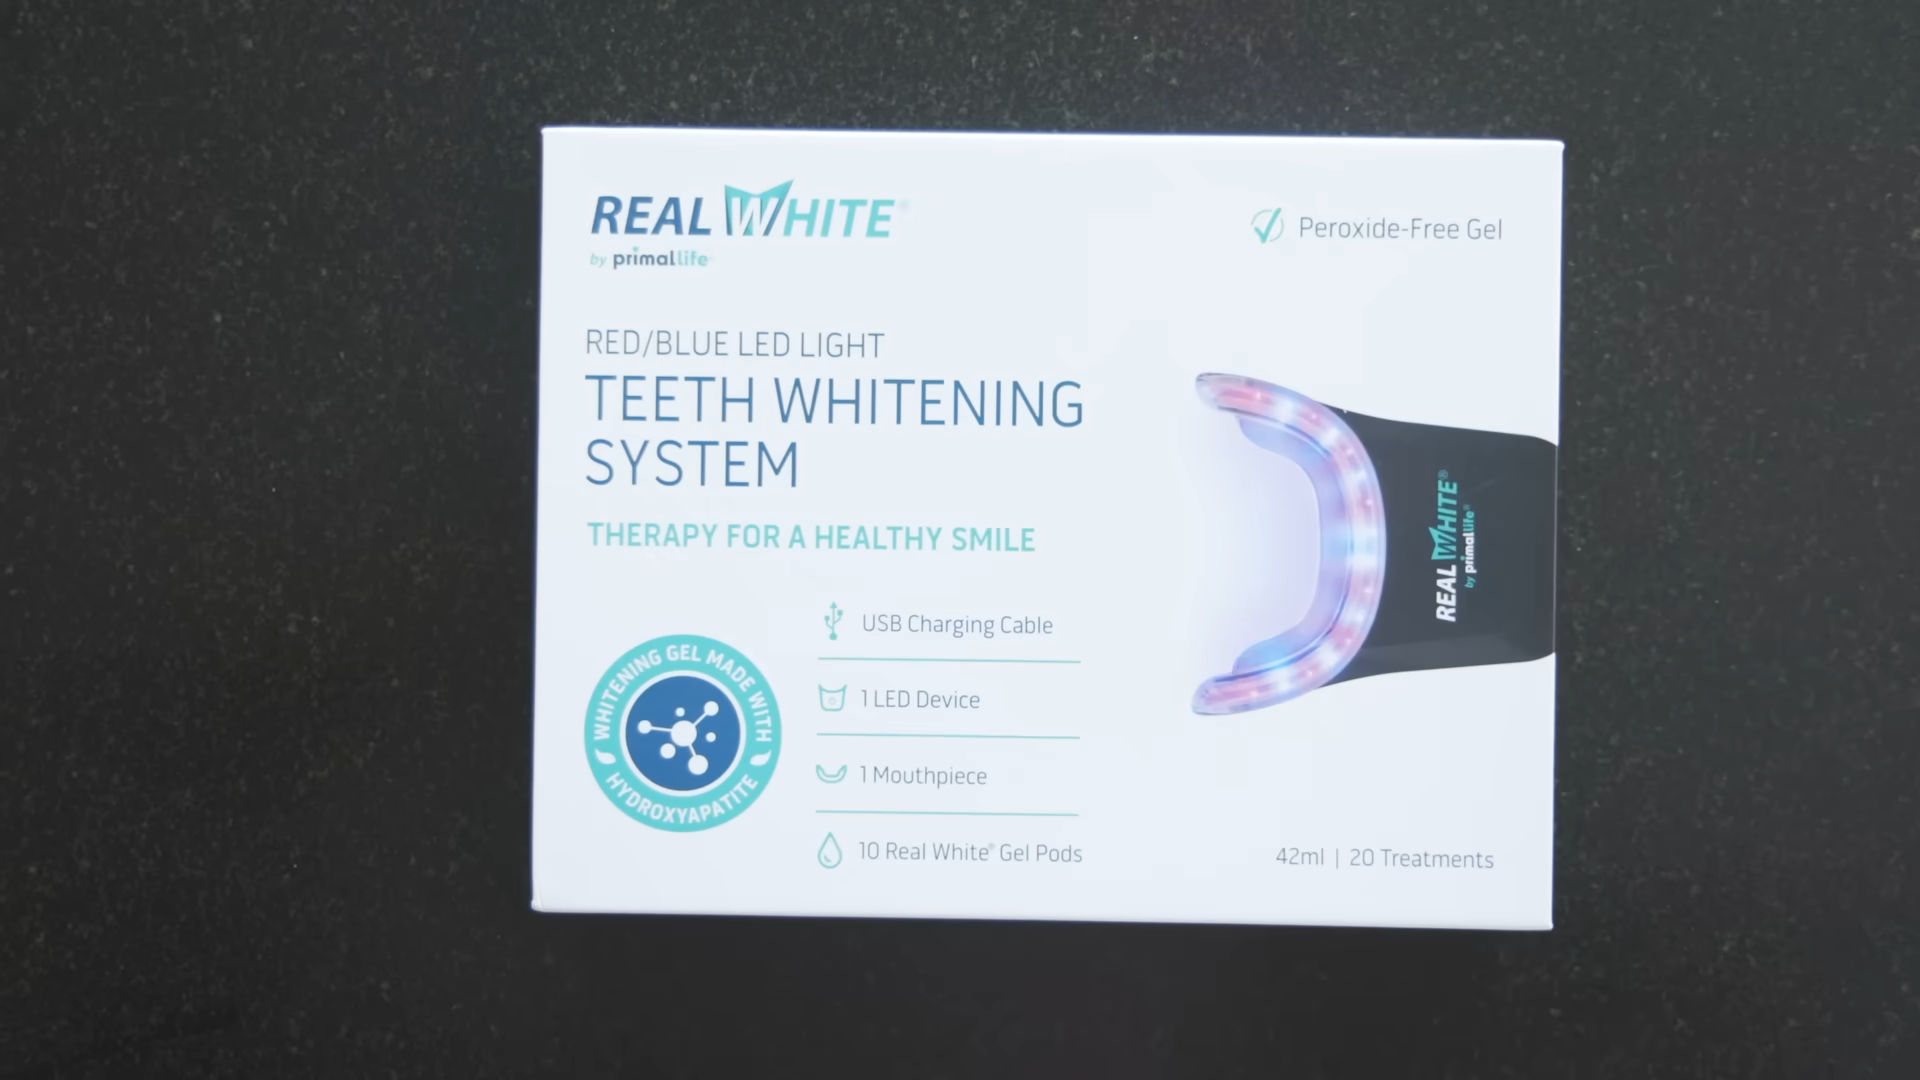 REAL WHITE®
by primallife®
Peroxide-Free Gel
RED/BLUE LED LIGHT
TEETH WHITENING
SYSTEM
THERAPY FOR A HEALTHY SMILE
WHITENING GEL MADE WITH
HYDROXYAPATITE
USB Charging Cable
1 LED Device
1 Mouthpiece
10 Real White® Gel Pods
REAL WHITE®
by primallife®
42ml | 20 Treatments